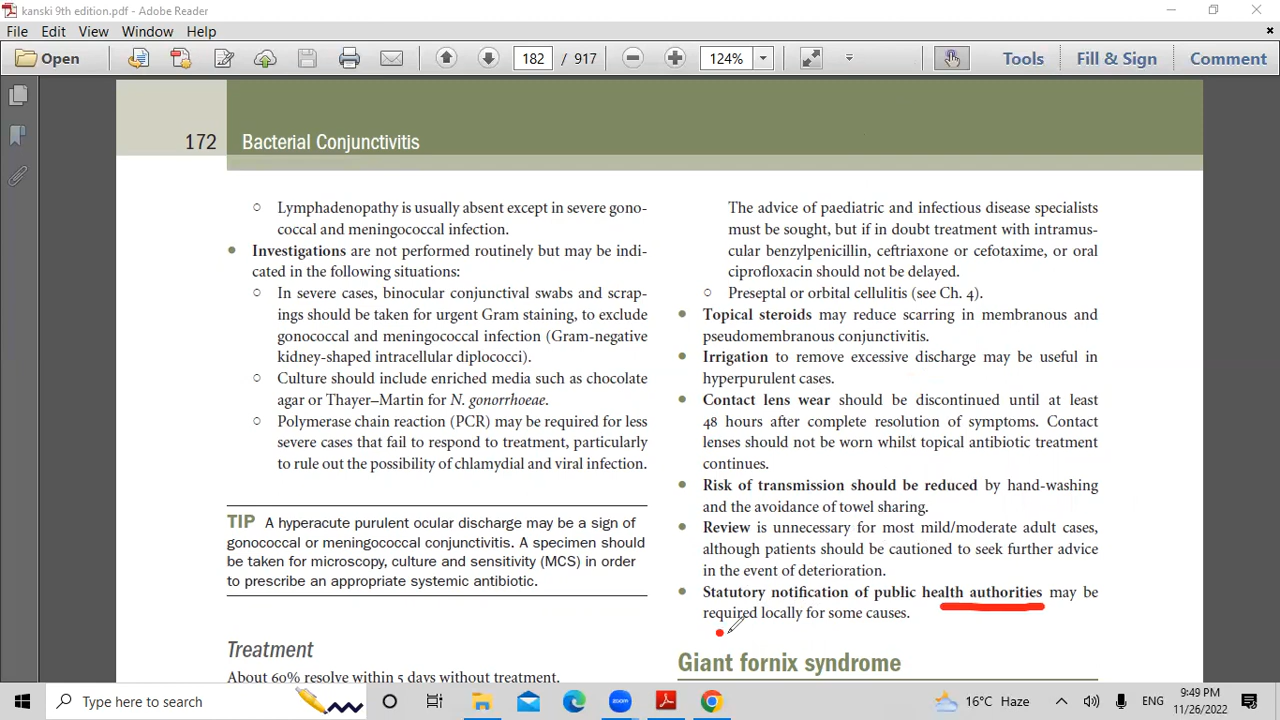 kanski 9th edition.pdf - Adobe Reader
File Edit View Window Help
Open 182 / 917 124% Tools Fill & Sign Comment
172 Bacterial Conjunctivitis
○ Lymphadenopathy is usually absent except in severe gono-
coccal and meningococcal infection.
• Investigations are not performed routinely but may be indi-
cated in the following situations:
○ In severe cases, binocular conjunctival swabs and scrap-
ings should be taken for urgent Gram staining, to exclude
gonococcal and meningococcal infection (Gram-negative
kidney-shaped intracellular diplococci).
○ Culture should include enriched media such as chocolate
agar or Thayer–Martin for N. gonorrhoeae.
○ Polymerase chain reaction (PCR) may be required for less
severe cases that fail to respond to treatment, particularly
to rule out the possibility of chlamydial and viral infection.
TIP A hyperacute purulent ocular discharge may be a sign of
gonococcal or meningococcal conjunctivitis. A specimen should
be taken for microscopy, culture and sensitivity (MCS) in order
to prescribe an appropriate systemic antibiotic.
Treatment
About 60% resolve within 5 days without treatment.
The advice of paediatric and infectious disease specialists
must be sought, but if in doubt treatment with intramus-
cular benzylpenicillin, ceftriaxone or cefotaxime, or oral
ciprofloxacin should not be delayed.
○ Preseptal or orbital cellulitis (see Ch. 4).
• Topical steroids may reduce scarring in membranous and
pseudomembranous conjunctivitis.
• Irrigation to remove excessive discharge may be useful in
hyperpurulent cases.
• Contact lens wear should be discontinued until at least
48 hours after complete resolution of symptoms. Contact
lenses should not be worn whilst topical antibiotic treatment
continues.
• Risk of transmission should be reduced by hand-washing
and the avoidance of towel sharing.
• Review is unnecessary for most mild/moderate adult cases,
although patients should be cautioned to seek further advice
in the event of deterioration.
• Statutory notification of public health authorities may be
required locally for some causes.
Giant fornix syndrome
Type here to search
zoom
16°C Haze
ENG
9:49 PM
11/26/2022